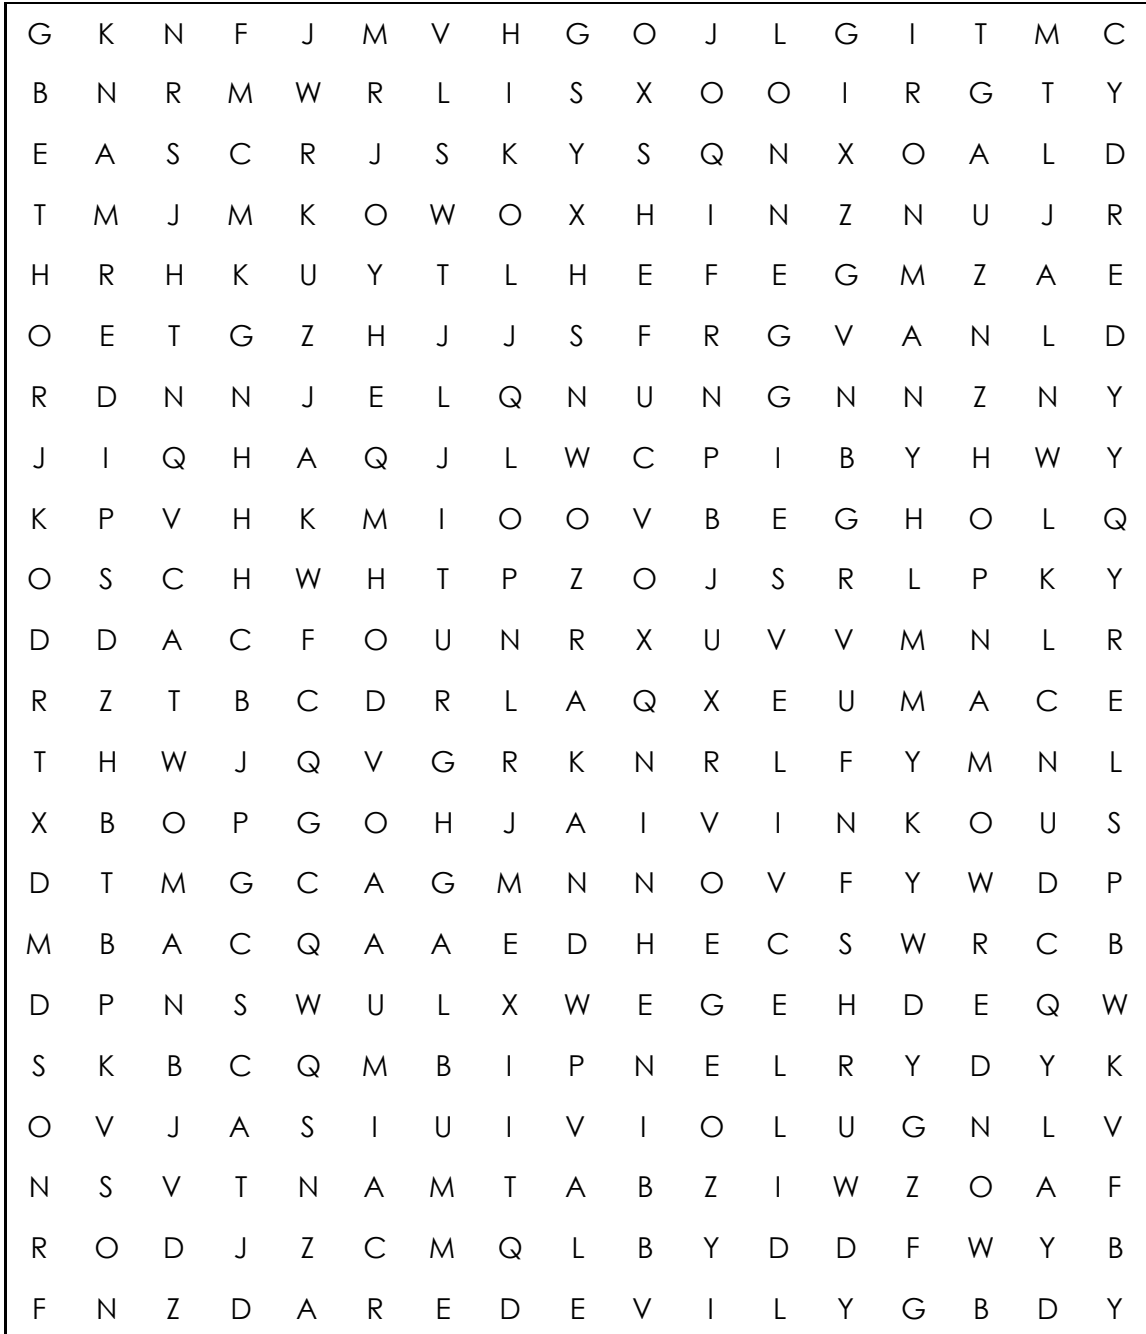 G K N F J M V H G O J L G I T M C
B N R M W R L I S X O O I R G T Y
E A S C R J S K Y S Q N X O A L D
T M J M K O W O X H I N Z N U J R
H R H K U Y T L H E F E G M Z A E
O E T G Z H J J S F R G V A N L D
R D N N J E L Q N U N G N N Z N Y
J I Q H A Q J L W C P I B Y H W Y
K P V H K M I O O V B E G H O L Q
O S C H W H T P Z O J S R L P K Y
D D A C F O U N R X U V V M N L R
R Z T B C D R L A Q X E U M A C E
T H W J Q V G R K N R L F Y M N L
X B O P G O H J A I V I N K O U S
D T M G C A G M N N O V F Y W D P
M B A C Q A A E D H E C S W R C B
D P N S W U L X W E G E H D E Q W
S K B C Q M B I P N E L R Y D Y K
O V J A S I U I V I O L U G N L V
N S V T N A M T A B Z I W Z O A F
R O D J Z C M Q L B Y D D F W Y B
F N Z D A R E D E V I L Y G B D Y